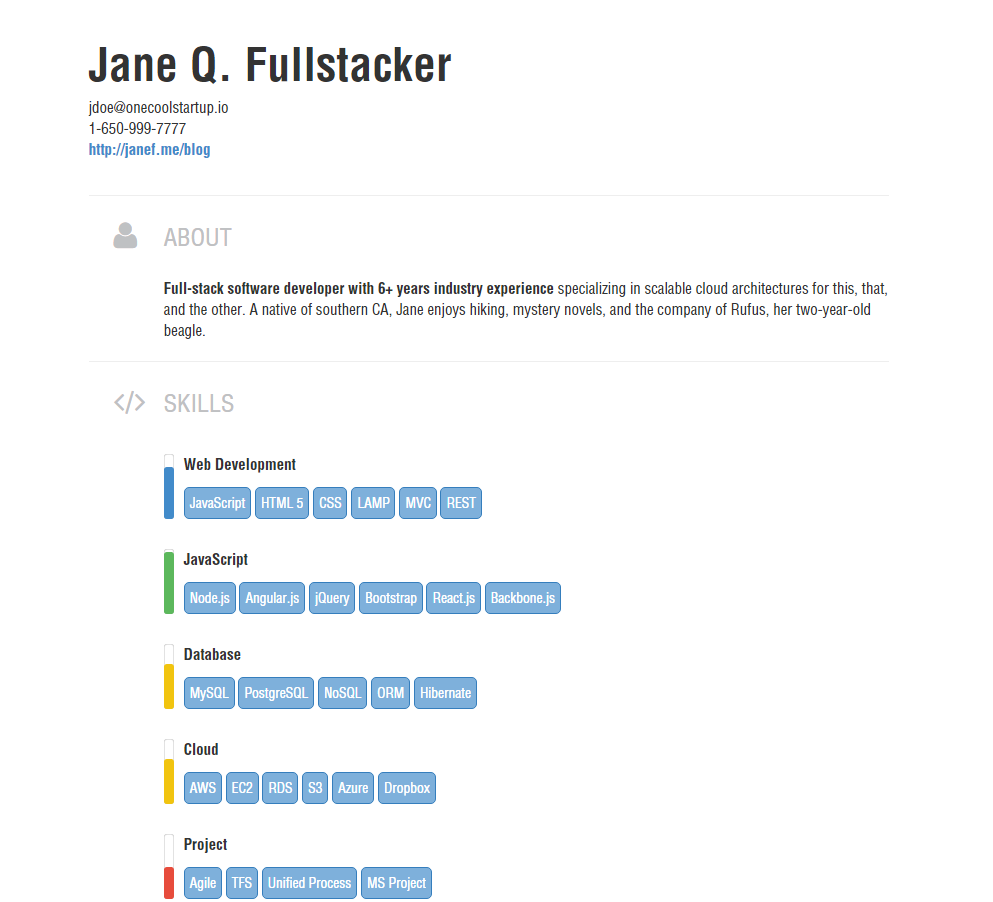 Jane Q. Fullstacker
jdoe@onecoolstartup.io
1-650-999-7777
http://janef.me/blog
ABOUT
Full-stack software developer with 6+ years industry experience specializing in scalable cloud architectures for this, that,
and the other. A native of southern CA, Jane enjoys hiking, mystery novels, and the company of Rufus, her two-year-old
beagle.
</> SKILLS
Web Development
JavaScript HTML 5 CSS LAMP MVC REST
JavaScript
Node.js Angular.js jQuery Bootstrap React.js Backbone.js
Database
MySQL PostgreSQL NoSQL ORM Hibernate
Cloud
AWS EC2 RDS S3 Azure Dropbox
Project
Agile TFS Unified Process MS Project